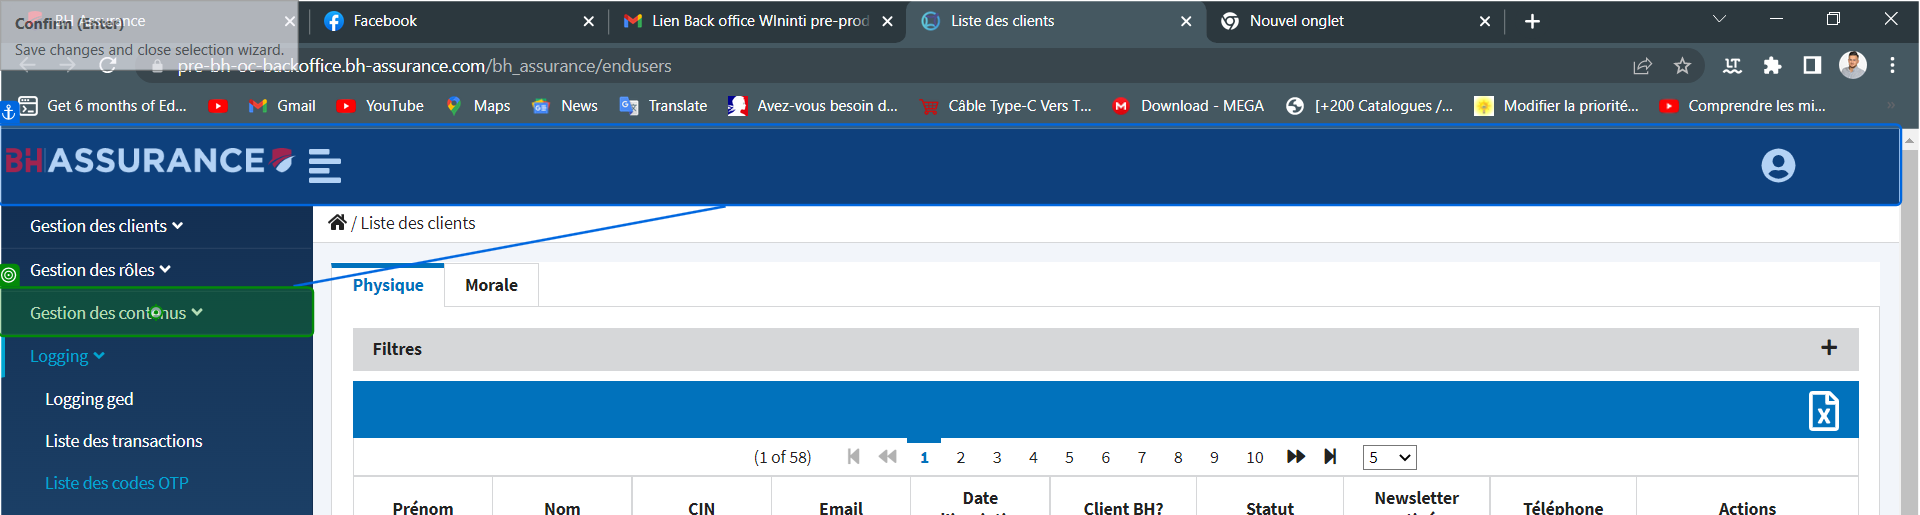 BH Assurance
Confirm (Enter)
Save changes and close selection wizard.
Facebook
Lien Back office WIninti pre-prod
Liste des clients
Nouvel onglet
pre-bh-oc-backoffice.bh-assurance.com/bh_assurance/endusers
Get 6 months of Ed... Gmail YouTube Maps News Translate Avez-vous besoin d... Câble Type-C Vers T... Download - MEGA [+200 Catalogues /... Modifier la priorité... Comprendre les mi...
BH ASSURANCE
Gestion des clients
/ Liste des clients
Gestion des rôles
Physique Morale
Gestion des contenus
Filtres +
Logging
Logging ged
Liste des transactions
(1 of 58) 1 2 3 4 5 6 7 8 9 10 5
Liste des codes OTP
Prénom Nom CIN Email Date Client BH? Statut Newsletter Téléphone Actions